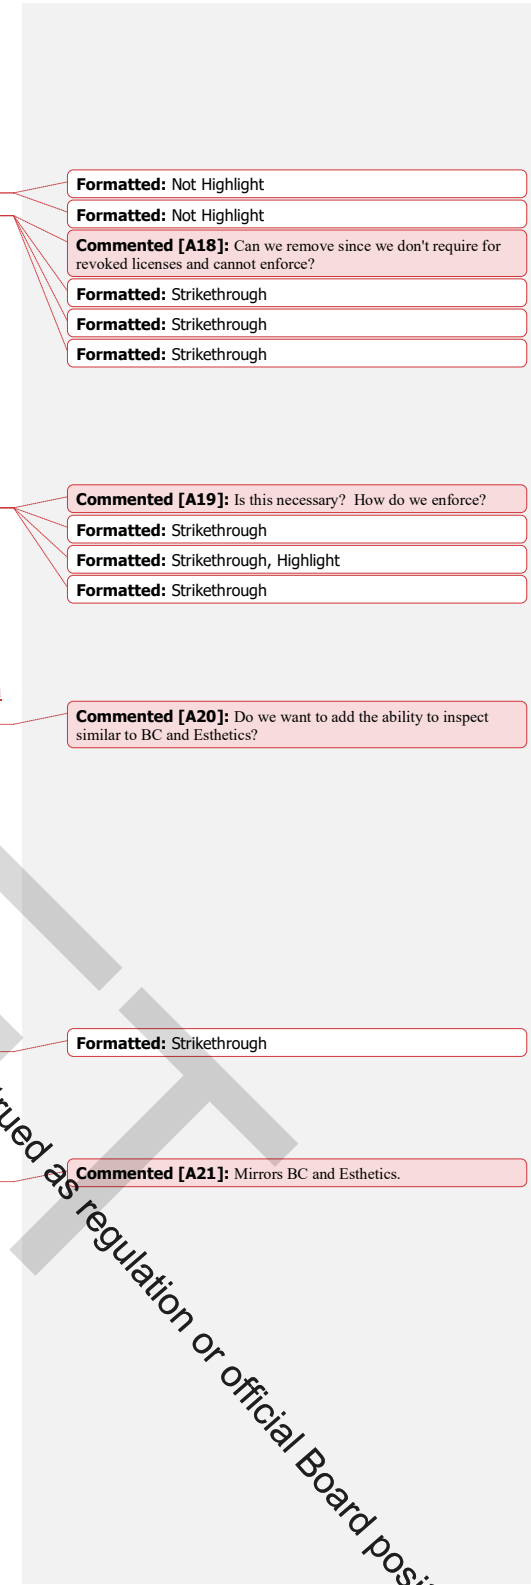 Formatted: Not Highlight
Formatted: Not Highlight
Commented [A18]: Can we remove since we don't require for
revoked licenses and cannot enforce?
Formatted: Strikethrough
Formatted: Strikethrough
Formatted: Strikethrough
Commented [A19]: Is this necessary?  How do we enforce?
Formatted: Strikethrough
Formatted: Strikethrough, Highlight
Formatted: Strikethrough
Commented [A20]: Do we want to add the ability to inspect
similar to BC and Esthetics?
Formatted: Strikethrough
Commented [A21]: Mirrors BC and Esthetics.
as regulation or official Board